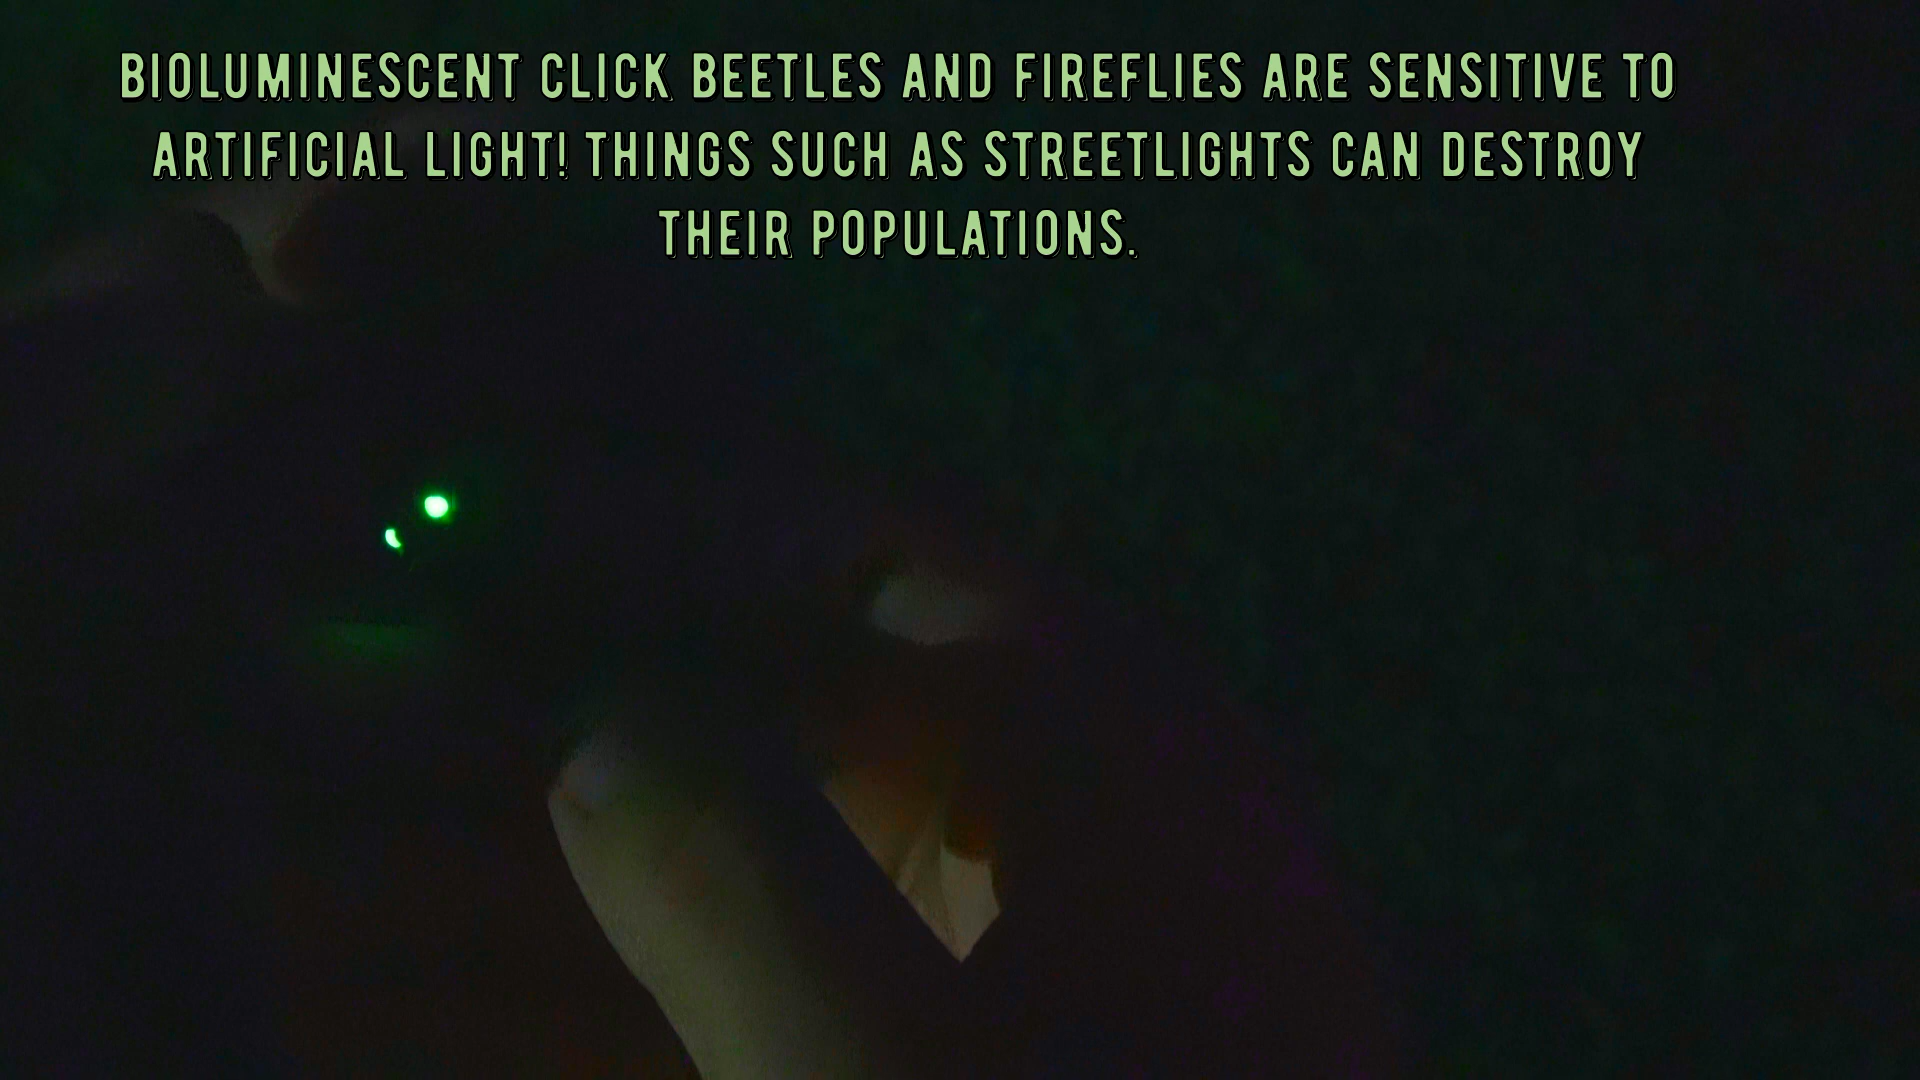 BIOLUMINESCENT CLICK BEETLES AND FIREFLIES ARE SENSITIVE TO
ARTIFICIAL LIGHT! THINGS SUCH AS STREETLIGHTS CAN DESTROY
THEIR POPULATIONS.